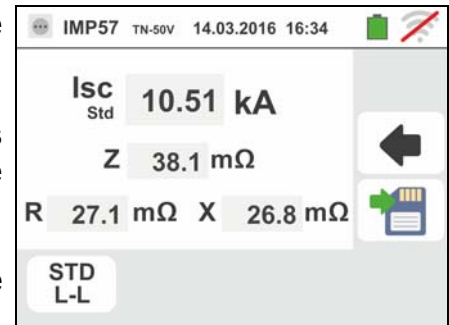 IMP57 TN-50V 14.03.2016 16:34
Isc Std 10.51 kA
Z 38.1 mΩ
R 27.1 mΩ X 26.8 mΩ
STD
L-L